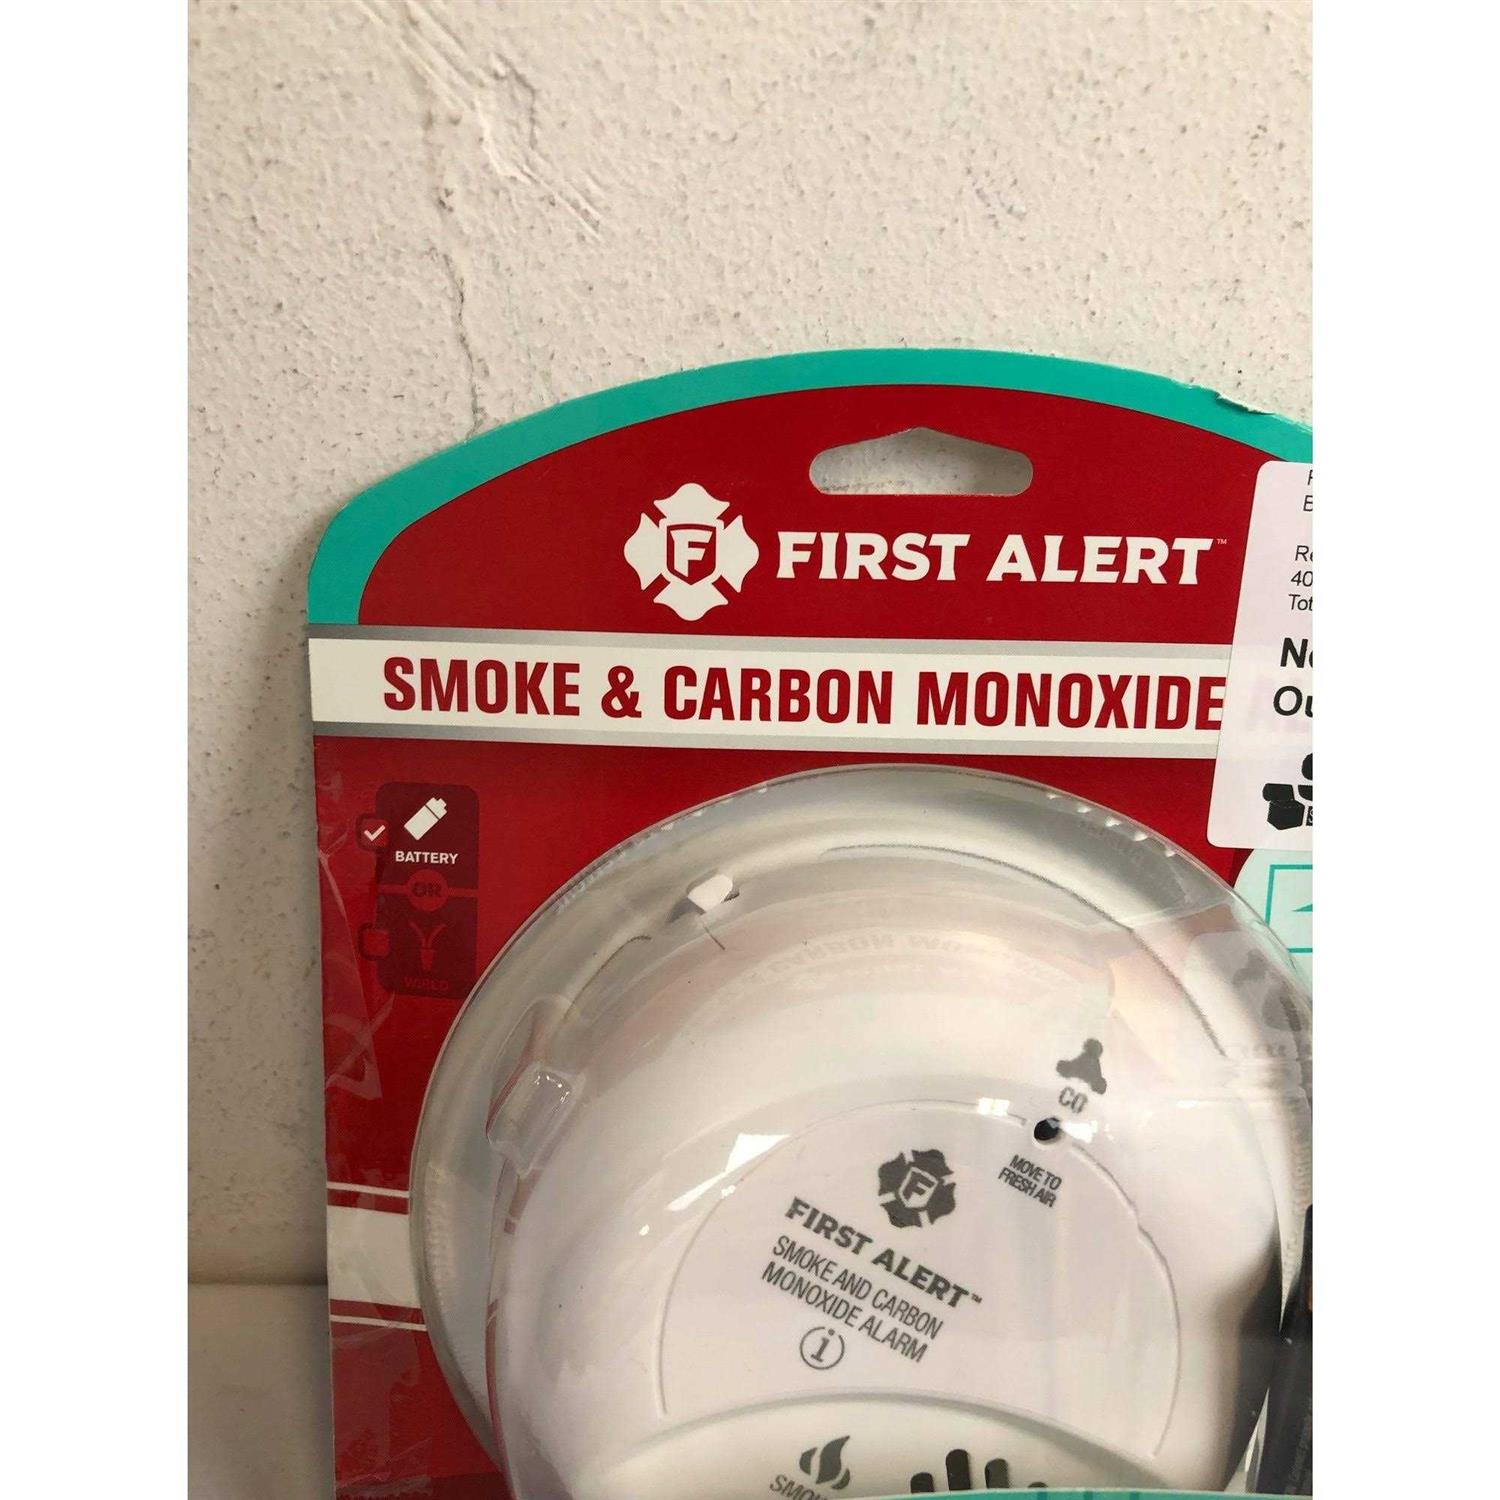 F FIRST ALERT™
SMOKE & CARBON MONOXIDE
BATTERY
OR
WIRED
40
CO
MOVE TO
FRESH AIR
F
FIRST ALERT™
SMOKE AND CARBON
MONOXIDE ALARM
i